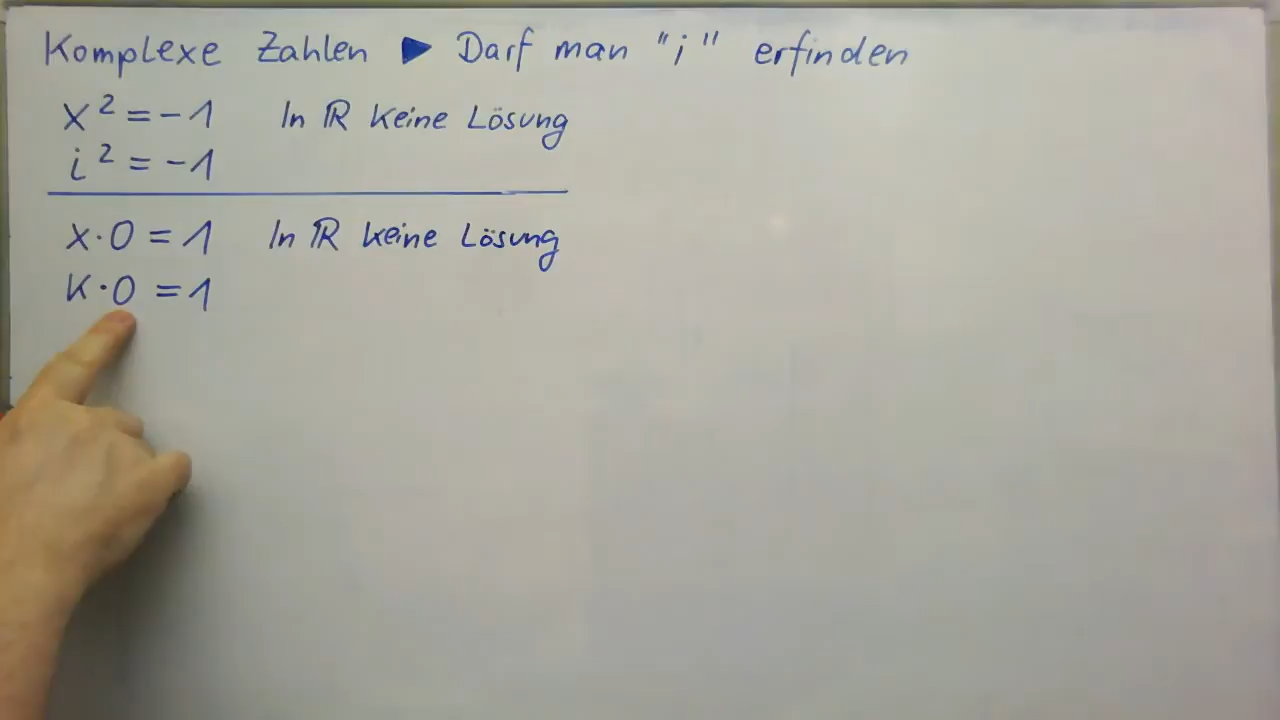 Komplexe Zahlen ▶ Darf man "i" erfinden
x² = -1 In ℝ keine Lösung
i² = -1
x·0 = 1 In ℝ keine Lösung
k·0 = 1